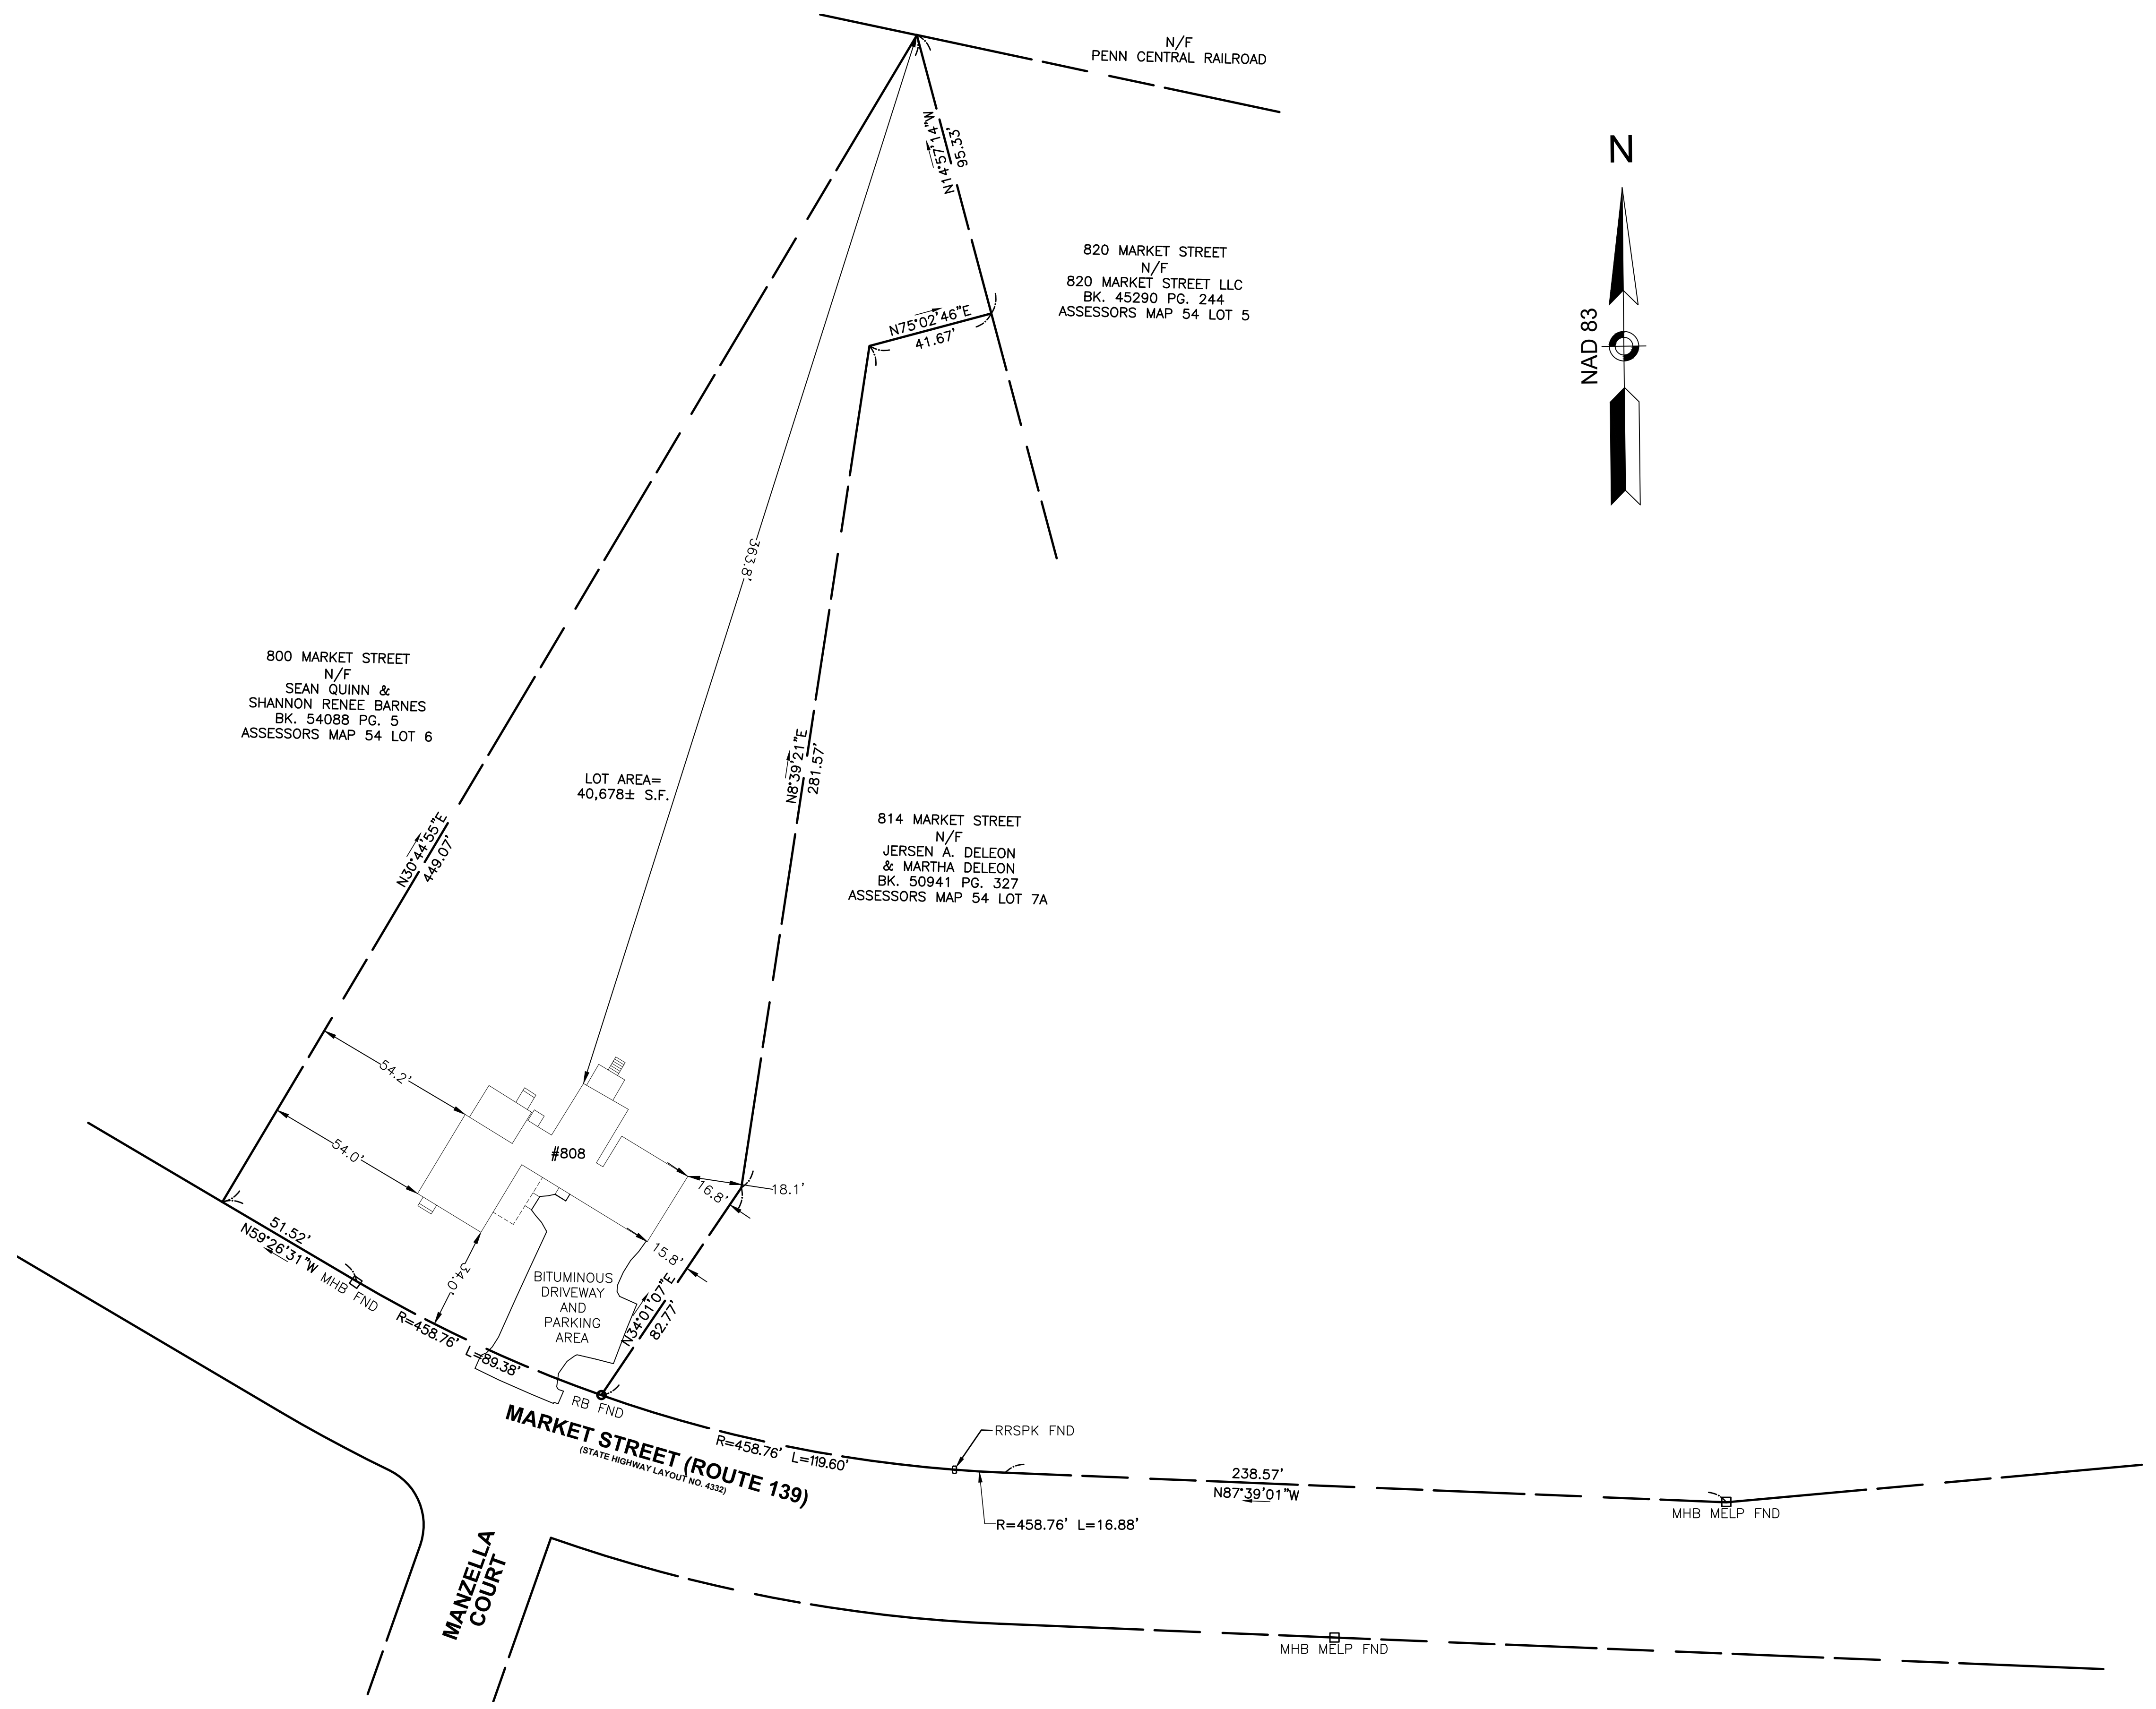 N/F
PENN CENTRAL RAILROAD
N
NAD 83
N14°57'14"W
95.33'
820 MARKET STREET
N/F
820 MARKET STREET LLC
BK. 45290 PG. 244
ASSESSORS MAP 54 LOT 5
N75°02'46"E
41.67'
363.8'
800 MARKET STREET
N/F
SEAN QUINN &
SHANNON RENEE BARNES
BK. 54088 PG. 5
ASSESSORS MAP 54 LOT 6
LOT AREA=
40,678± S.F.
N8°39'21"E
281.57'
814 MARKET STREET
N/F
JERSEN A. DELEON
& MARTHA DELEON
BK. 50941 PG. 327
ASSESSORS MAP 54 LOT 7A
N30°44'55"E
449.07'
54.2'
54.0'
#808
16.8'
18.1'
15.8'
34.0'
51.52'
N59°26'31"W
MHB FND
BITUMINOUS
DRIVEWAY
AND
PARKING
AREA
N34°01'07"E
82.77'
R=458.76' L=89.38'
RB FND
MARKET STREET (ROUTE 139)
(STATE HIGHWAY LAYOUT NO. 4332)
R=458.76' L=119.60'
RRSPK FND
R=458.76' L=16.88'
238.57'
N87°39'01"W
MHB MELP FND
MANZELLA
COURT
MHB MELP FND